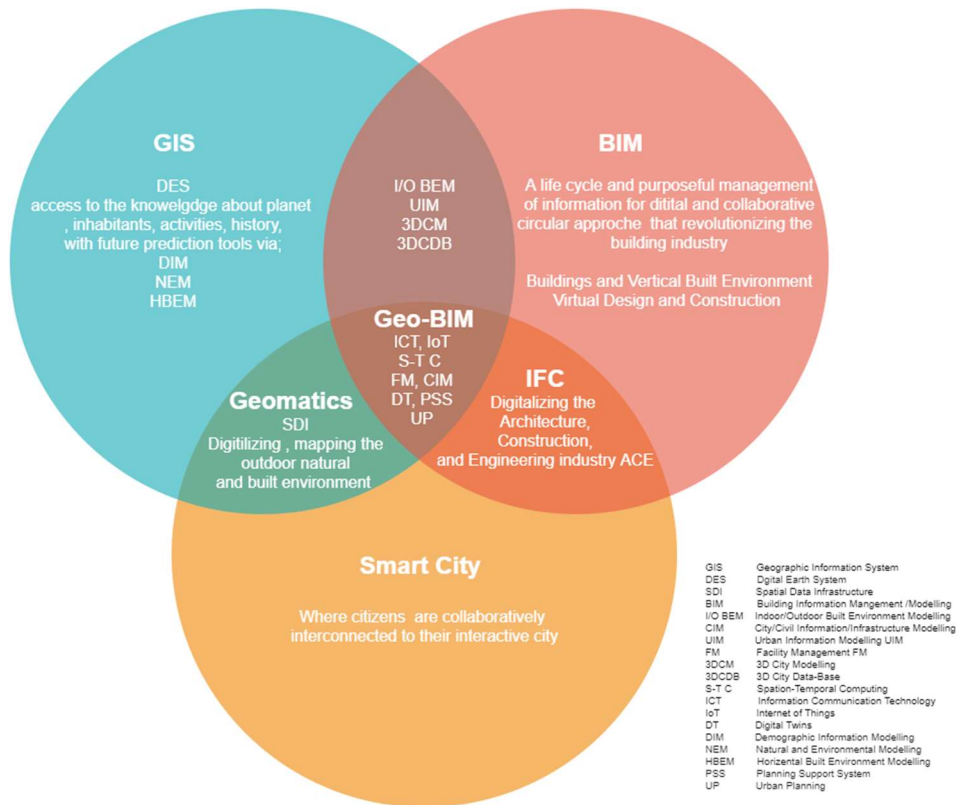 GIS
DES
access to the knowelgdge about planet
, inhabitants, activities, history,
with future prediction tools via;
DIM
NEM
HBEM
I/O BEM
UIM
3DCM
3DCDB
BIM
A life cycle and purposeful management
of information for ditital and collaborative
circular approche that revolutionizing the
building industry
Buildings and Vertical Built Environment
Virtual Design and Construction
Geo-BIM
ICT, IoT
S-T C
FM, CIM
DT, PSS
UP
Geomatics
SDI
Digitilizing , mapping the
outdoor natural
and built environment
IFC
Digitalizing the
Architecture,
Construction,
and Engineering industry ACE
Smart City
Where citizens are collaboratively
interconnected to their interactive city
GIS Geographic Information System
DES Dgital Earth System
SDI Spatial Data Infrastructure
BIM Building Information Mangement /Modelling
I/O BEM Indoor/Outdoor Built Environment Modelling
CIM City/Civil Information/Infrastructure Modelling
UIM Urban Information Modelling UIM
FM Facility Management FM
3DCM 3D City Modelling
3DCDB 3D City Data-Base
S-T C Spation-Temporal Computing
ICT Information Communication Technology
IoT Internet of Things
DT Digital Twins
DIM Demographic Information Modelling
NEM Natural and Environmental Modelling
HBEM Horizental Built Environment Modelling
PSS Planning Support System
UP Urban Planning